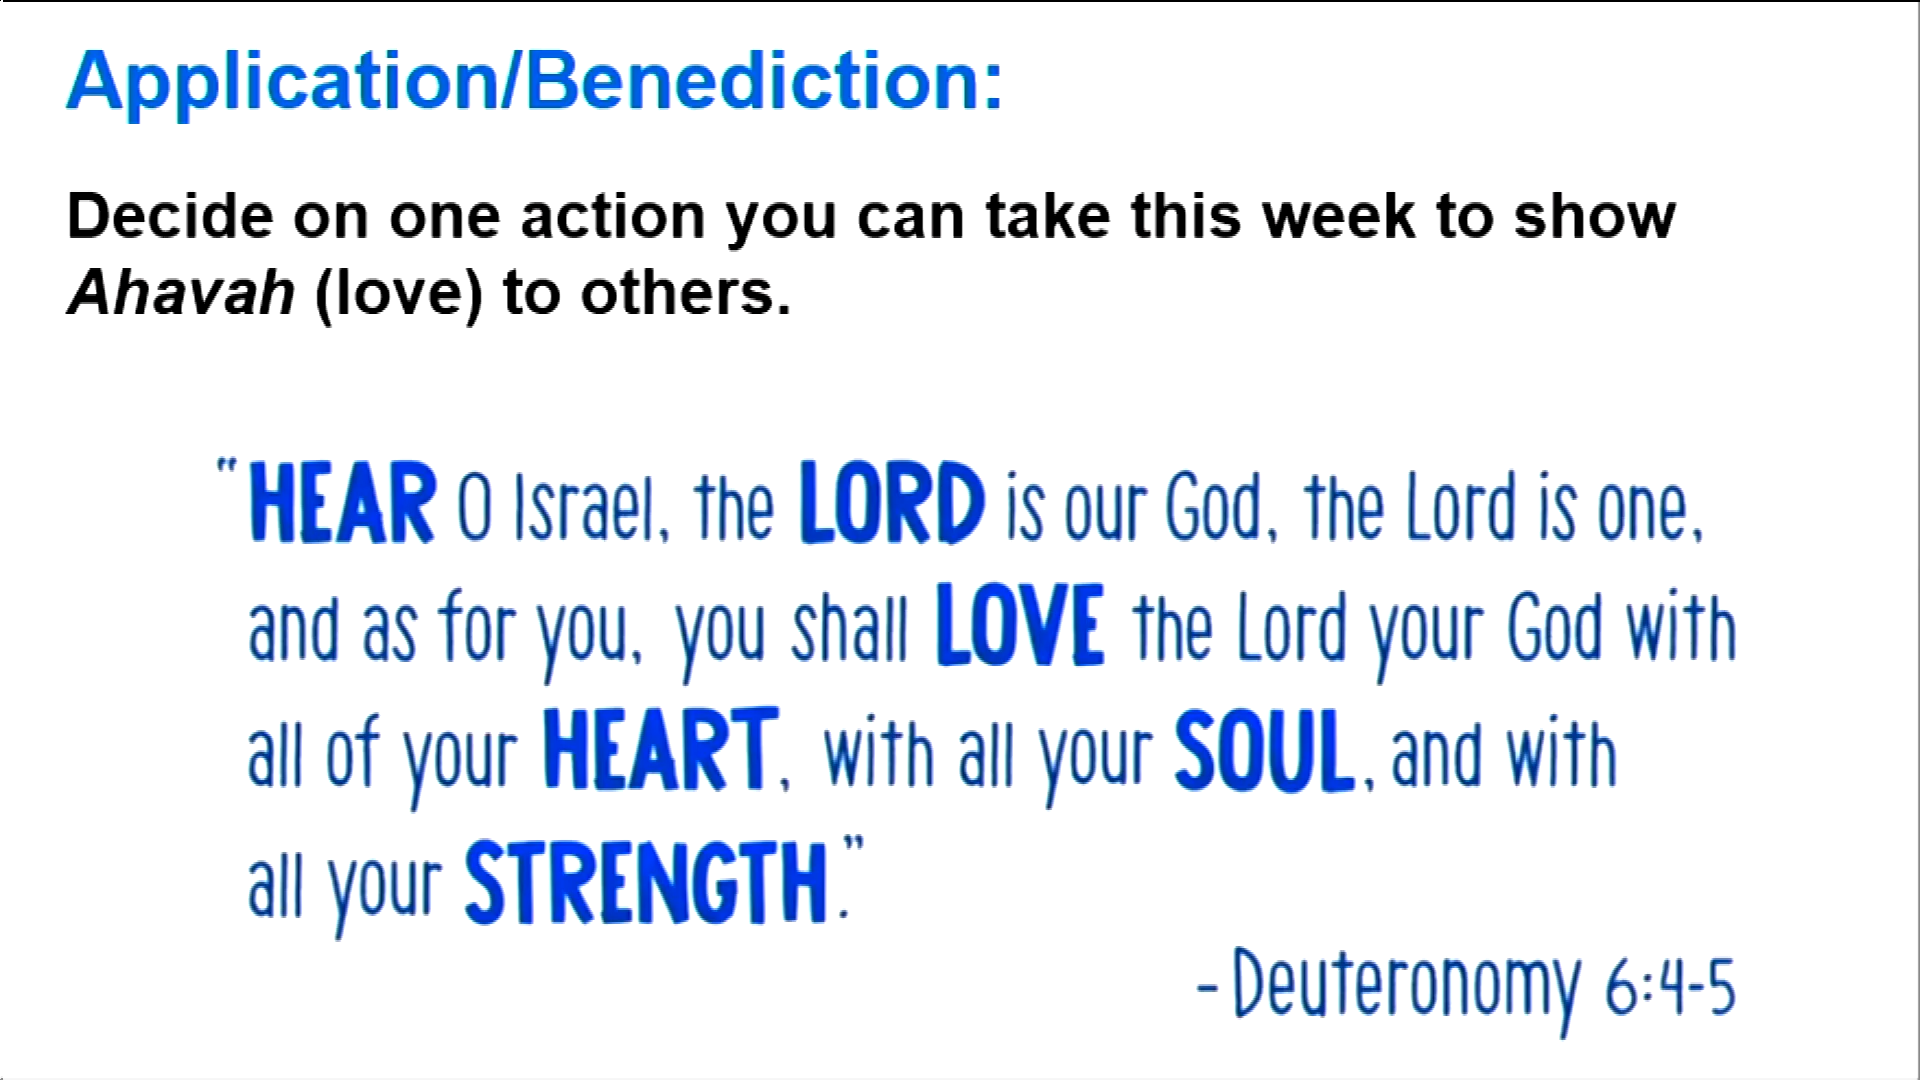 Application/Benediction:
Decide on one action you can take this week to show
Ahavah (love) to others.
"HEAR O Israel, the LORD is our God, the Lord is one,
and as for you, you shall LOVE the Lord your God with
all of your HEART, with all your SOUL, and with
all your STRENGTH."
- Deuteronomy 6:4-5